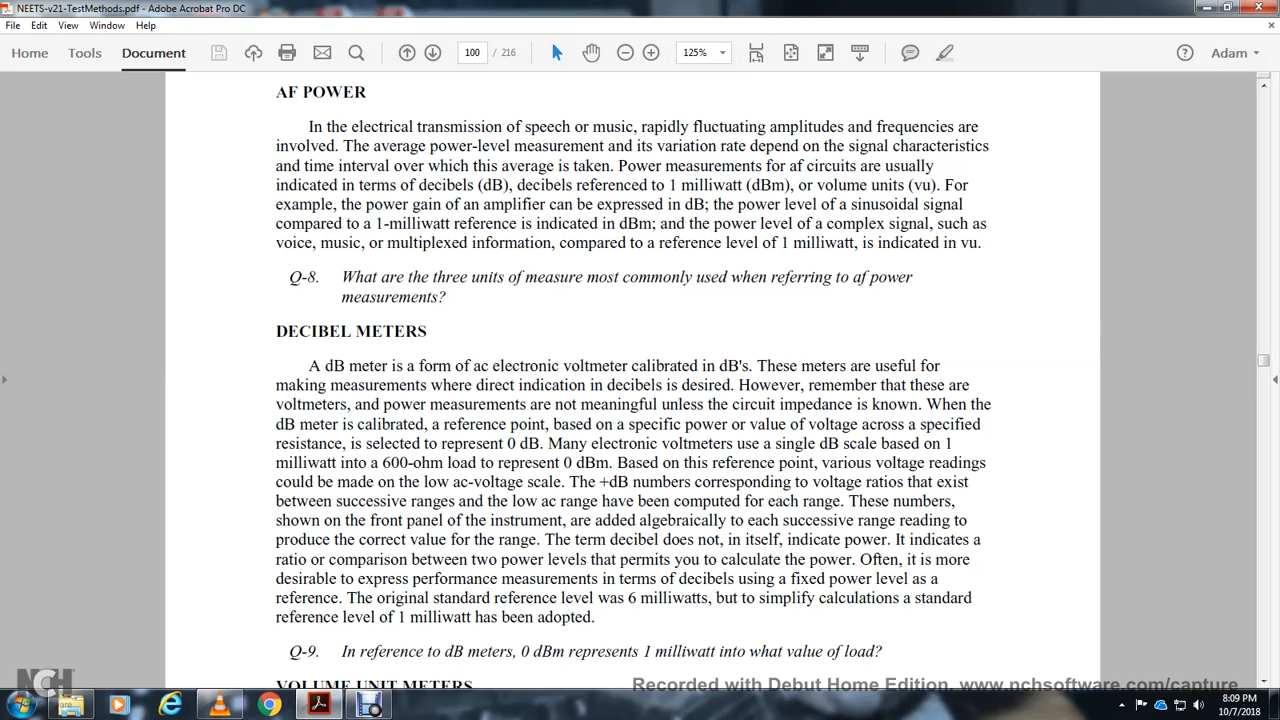 NEETS-v21-TestMethods.pdf - Adobe Acrobat Pro DC
File Edit View Window Help
Home Tools Document 100 / 216 125% Adam
AF POWER
In the electrical transmission of speech or music, rapidly fluctuating amplitudes and frequencies are
involved. The average power-level measurement and its variation rate depend on the signal characteristics
and time interval over which this average is taken. Power measurements for af circuits are usually
indicated in terms of decibels (dB), decibels referenced to 1 milliwatt (dBm), or volume units (vu). For
example, the power gain of an amplifier can be expressed in dB; the power level of a sinusoidal signal
compared to a 1-milliwatt reference is indicated in dBm; and the power level of a complex signal, such as
voice, music, or multiplexed information, compared to a reference level of 1 milliwatt, is indicated in vu.
Q-8. What are the three units of measure most commonly used when referring to af power
measurements?
DECIBEL METERS
A dB meter is a form of ac electronic voltmeter calibrated in dB's. These meters are useful for
making measurements where direct indication in decibels is desired. However, remember that these are
voltmeters, and power measurements are not meaningful unless the circuit impedance is known. When the
dB meter is calibrated, a reference point, based on a specific power or value of voltage across a specified
resistance, is selected to represent 0 dB. Many electronic voltmeters use a single dB scale based on 1
milliwatt into a 600-ohm load to represent 0 dBm. Based on this reference point, various voltage readings
could be made on the low ac-voltage scale. The +dB numbers corresponding to voltage ratios that exist
between successive ranges and the low ac range have been computed for each range. These numbers,
shown on the front panel of the instrument, are added algebraically to each successive range reading to
produce the correct value for the range. The term decibel does not, in itself, indicate power. It indicates a
ratio or comparison between two power levels that permits you to calculate the power. Often, it is more
desirable to express performance measurements in terms of decibels using a fixed power level as a
reference. The original standard reference level was 6 milliwatts, but to simplify calculations a standard
reference level of 1 milliwatt has been adopted.
Q-9. In reference to dB meters, 0 dBm represents 1 milliwatt into what value of load?
VOLUME UNIT METERS
Recorded with Debut Home Edition. www.nchsoftware.com/capture
NCH
8:09 PM
10/7/2018